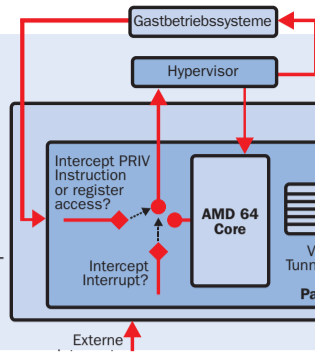 Gastbetriebssysteme
Hypervisor
Intercept PRIV
Instruction
or register
access?
AMD 64
Core
Intercept
Interrupt?
Externe